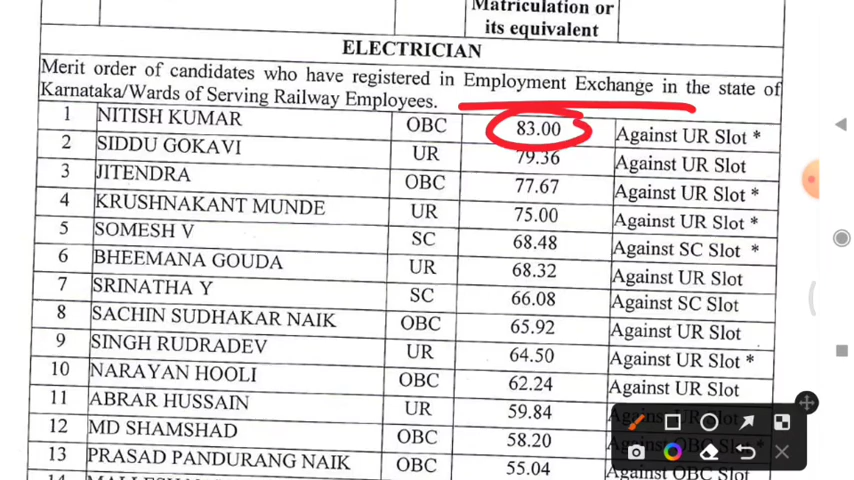 Matriculation or
its equivalent
ELECTRICIAN
Merit order of candidates who have registered in Employment Exchange in the state of
Karnataka/Wards of Serving Railway Employees.
1 NITISH KUMAR OBC 83.00 Against UR Slot *
2 SIDDU GOKAVI UR 79.36 Against UR Slot
3 JITENDRA OBC 77.67 Against UR Slot *
4 KRUSHNAKANT MUNDE UR 75.00 Against UR Slot *
5 SOMESH V SC 68.48 Against SC Slot *
6 BHEEMANA GOUDA UR 68.32 Against UR Slot
7 SRINATHA Y SC 66.08 Against SC Slot
8 SACHIN SUDHAKAR NAIK OBC 65.92 Against UR Slot
9 SINGH RUDRADEV UR 64.50 Against UR Slot *
10 NARAYAN HOOLI OBC 62.24 Against UR Slot
11 ABRAR HUSSAIN UR 59.84 Against UR Slot
12 MD SHAMSHAD OBC 58.20 Against OBC Slot *
13 PRASAD PANDURANG NAIK OBC 55.04 Against OBC Slot